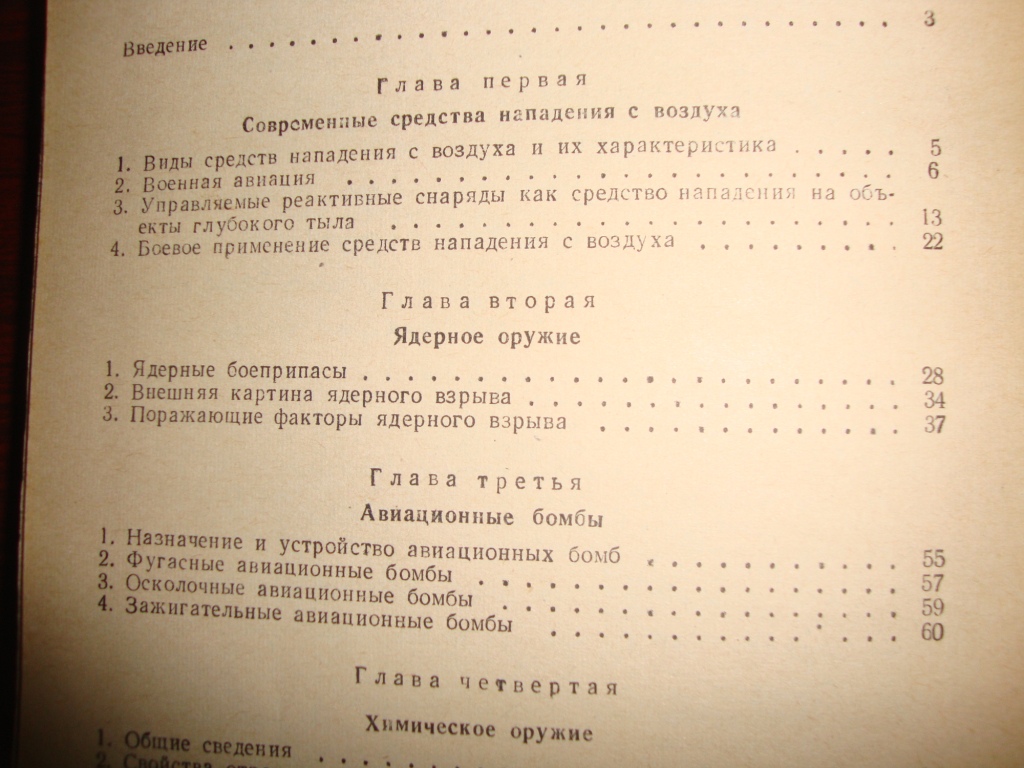 Введение . . . . . . . . . . . . . . . . . . . . . . 3
Глава первая
Современные средства нападения с воздуха
1. Виды средств нападения с воздуха и их характеристика . . . . . 5
2. Военная авиация . . . . . . . . . . . . . . . . . . . . 6
3. Управляемые реактивные снаряды как средство нападения на объ-
екты глубокого тыла . . . . . . . . . . . . . . . . . . 13
4. Боевое применение средств нападения с воздуха . . . . . . . . 22
Глава вторая
Ядерное оружие
1. Ядерные боеприпасы . . . . . . . . . . . . . . . . . . . 28
2. Внешняя картина ядерного взрыва . . . . . . . . . . . . . 34
3. Поражающие факторы ядерного взрыва . . . . . . . . . . . 37
Глава третья
Авиационные бомбы
1. Назначение и устройство авиационных бомб . . . . . . . . . . 55
2. Фугасные авиационные бомбы . . . . . . . . . . . . . . . 57
3. Осколочные авиационные бомбы . . . . . . . . . . . . . . 59
4. Зажигательные авиационные бомбы . . . . . . . . . . . . 60
Глава четвертая
Химическое оружие
1. Общие сведения . . . . . . . . . . . . . . . . . . . .
2. Свойства